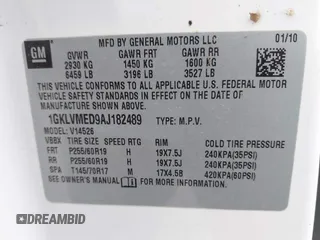 GM
MFD BY GENERAL MOTORS LLC 01/10
GVWR GAWR FRT GAWR RR
2930 KG 1450 KG 1600 KG
6459 LB 3196 LB 3527 LB
THIS VEHICLE CONFORMS TO ALL APPLICABLE U.S. FEDERAL
MOTOR VEHICLE SAFETY, AND THEFT PREVENTION
STANDARDS IN EFFECT ON THE DATE OF MANUFACTURE SHOWN ABOVE.
1GKLVMED9AJ182489 TYPE: M.P.V.
MODEL: V14526
VBBX TIRE SIZE SPEED RTG RIM COLD TIRE PRESSURE
FRT P255/60R19 H 19X7.5J 240KPA(35PSI)
RR P255/60R19 H 19X7.5J 240KPA(35PSI)
SPA T145/70R17 M 17X4.5B 420KPA(60PSI)
SEE OWNER'S MANUAL FOR ADDITIONAL INFORMATION.
DREAMBID